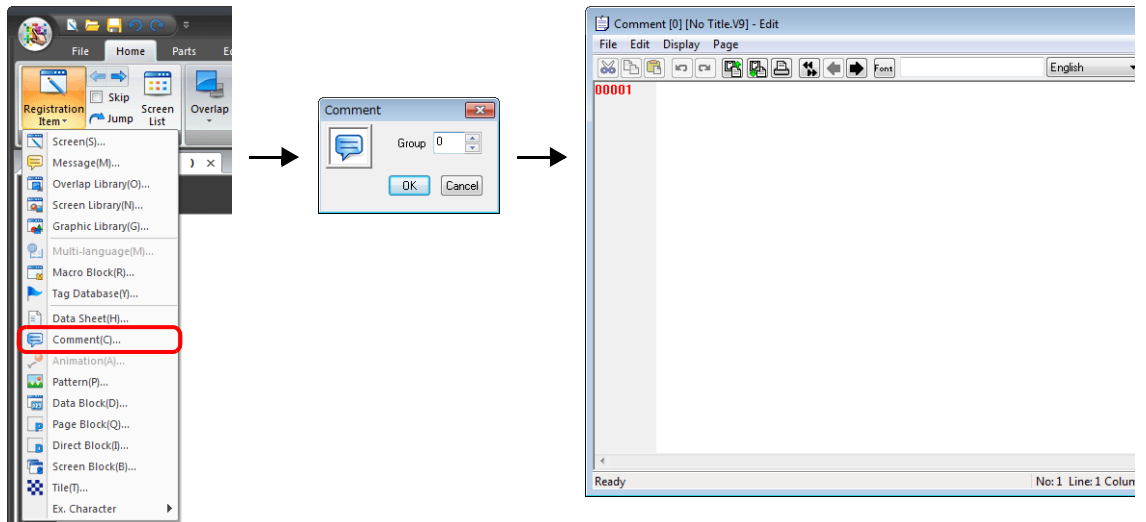 File Home Parts
Registration Item
Skip
Jump
Screen List
Overlap
Screen(S)...
Message(M)...
Overlap Library(O)...
Screen Library(N)...
Graphic Library(G)...
Multi-language(M)...
Macro Block(R)...
Tag Database(Y)...
Data Sheet(H)...
Comment(C)...
Animation(A)...
Pattern(P)...
Data Block(D)...
Page Block(Q)...
Direct Block(I)...
Screen Block(B)...
Tile(T)...
Ex. Character
Comment
Group 0
OK Cancel
Comment [0] [No Title.V9] - Edit
File Edit Display Page
Font English
00001
Ready No: 1 Line: 1 Colum